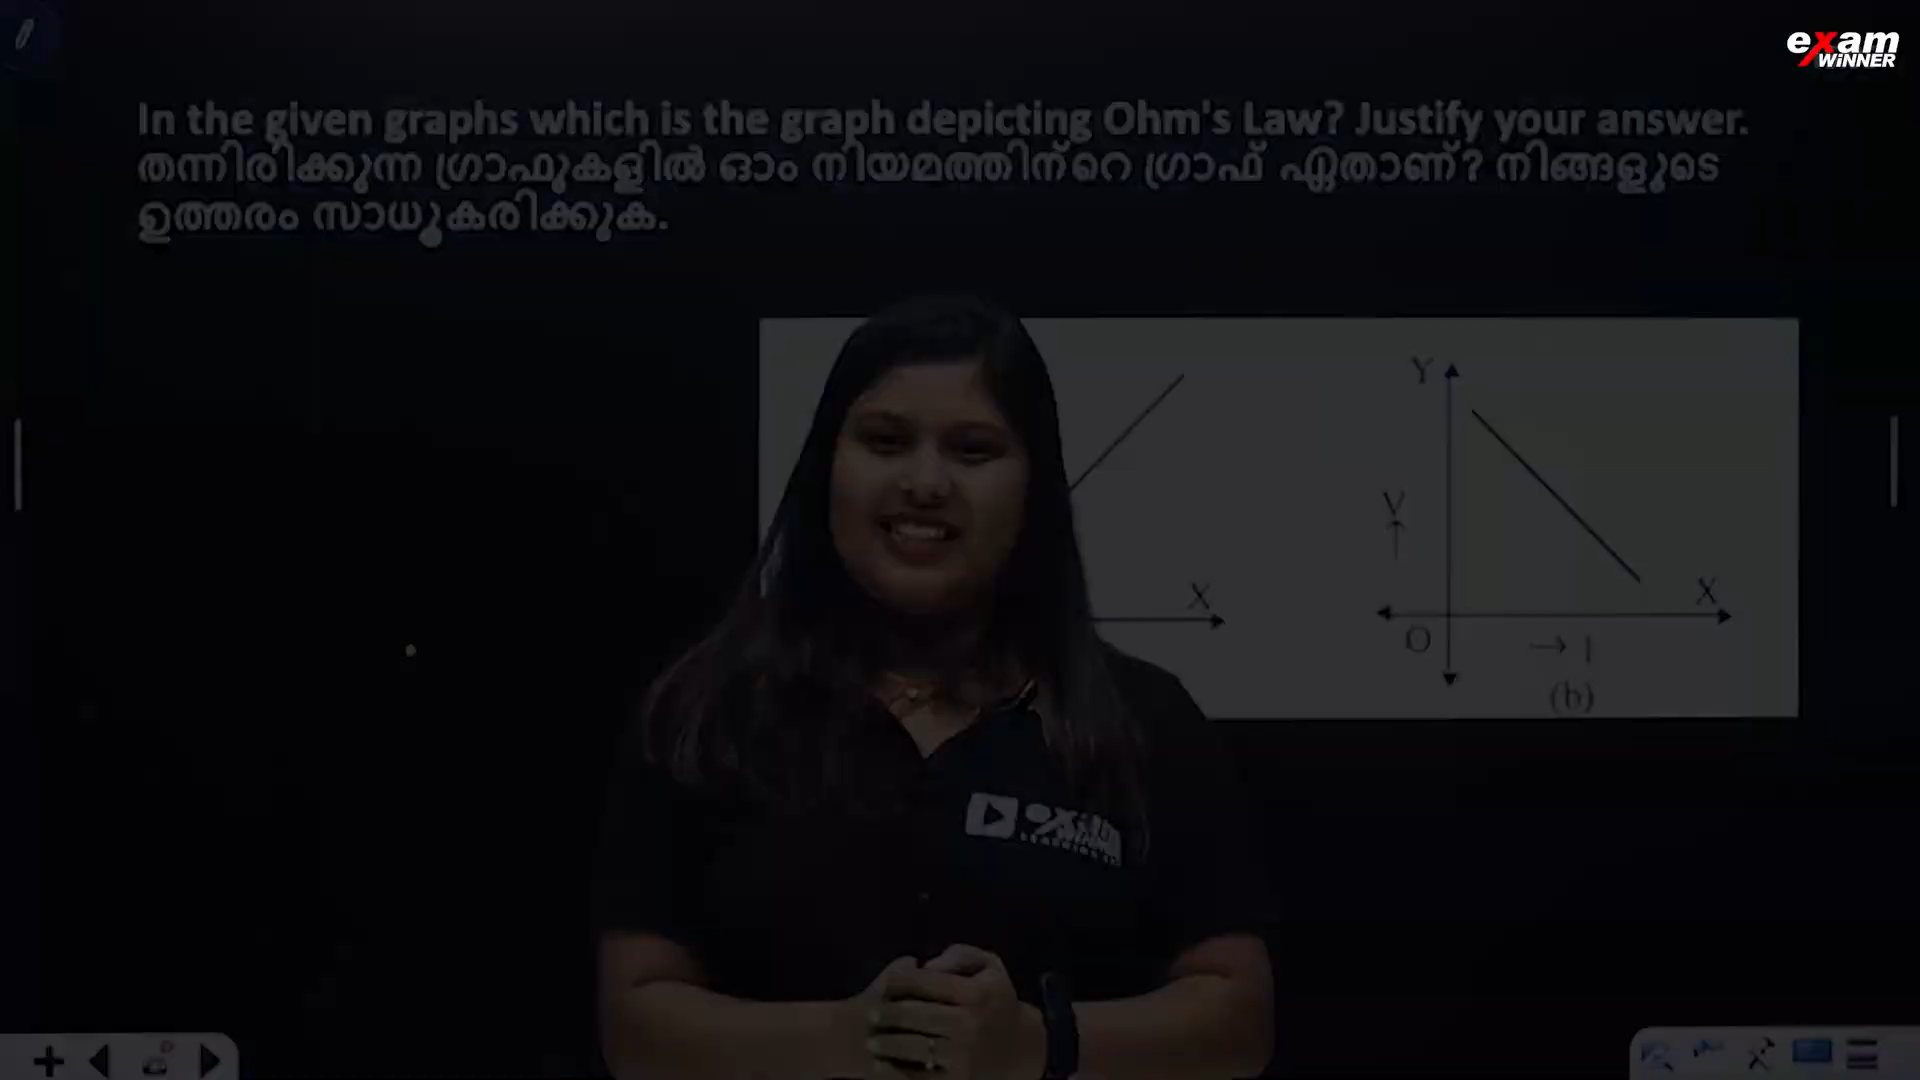 exam
WiNNER
In the given graphs which is the graph depicting Ohm's Law? Justify your answer.
തന്നിരിക്കുന്ന ഗ്രാഫുകളിൽ ഓം നിയമത്തിന്റെ ഗ്രാഫ് ഏതാണ്? നിങ്ങളുടെ
ഉത്തരം സാധൂകരിക്കുക.
Y
V
X
X
O
→ I
(b)